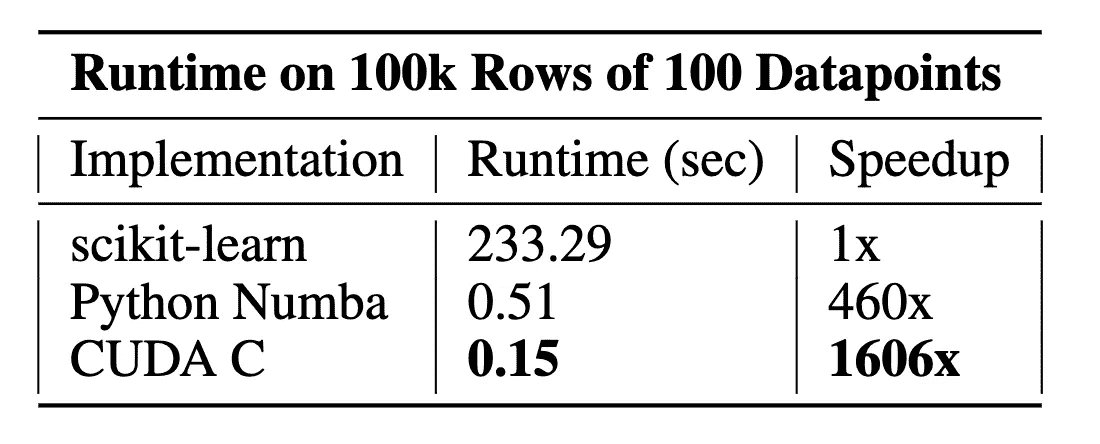 Runtime on 100k Rows of 100 Datapoints
Implementation Runtime (sec) Speedup
scikit-learn 233.29 1x
Python Numba 0.51 460x
CUDA C 0.15 1606x